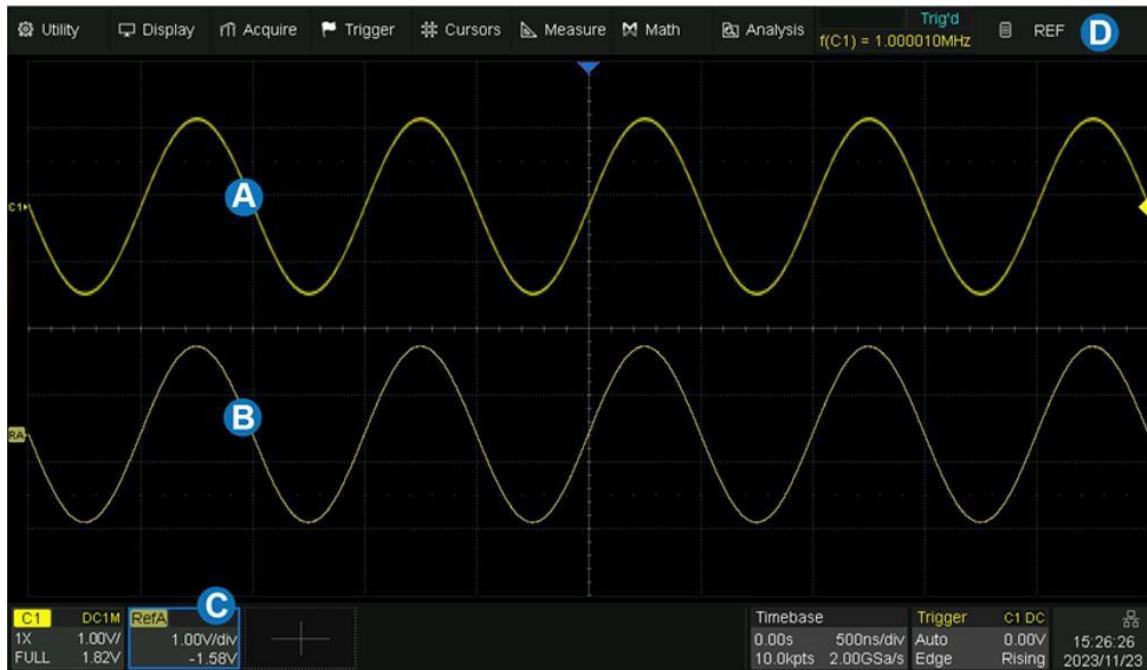 Utility Display Acquire Trigger Cursors Measure Math Analysis
Trig'd
f(C1) = 1.000010MHz
REF
D
A
C1
B
RA
C
C1 DC1M
1X 1.00V/
FULL 1.82V
RefA
1.00V/div
-1.58V
Timebase
0.00s 500ns/div
10.0kpts 2.00GSa/s
Trigger C1 DC
Auto 0.00V
Edge Rising
15:26:26
2023/11/23